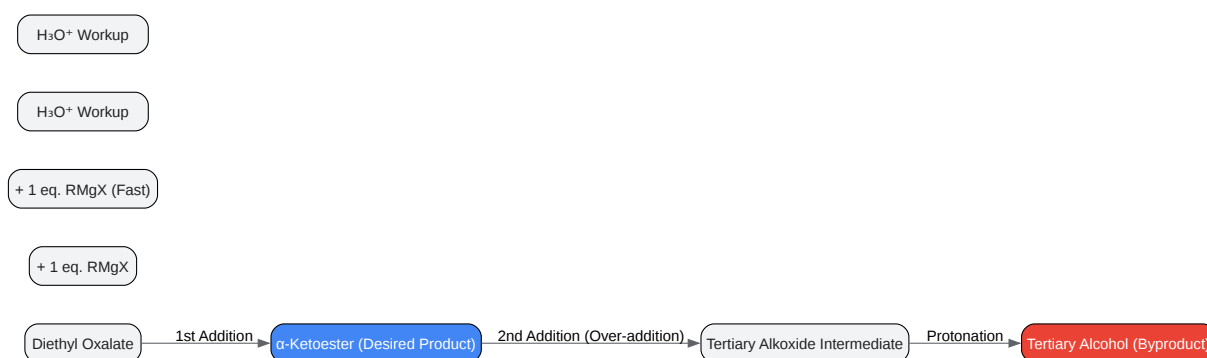 H₃O⁺ Workup
H₃O⁺ Workup
+ 1 eq. RMgX (Fast)
+ 1 eq. RMgX
Diethyl Oxalate
1st Addition
α-Ketoester (Desired Product)
2nd Addition (Over-addition)
Tertiary Alkoxide Intermediate
Protonation
Tertiary Alcohol (Byproduct)